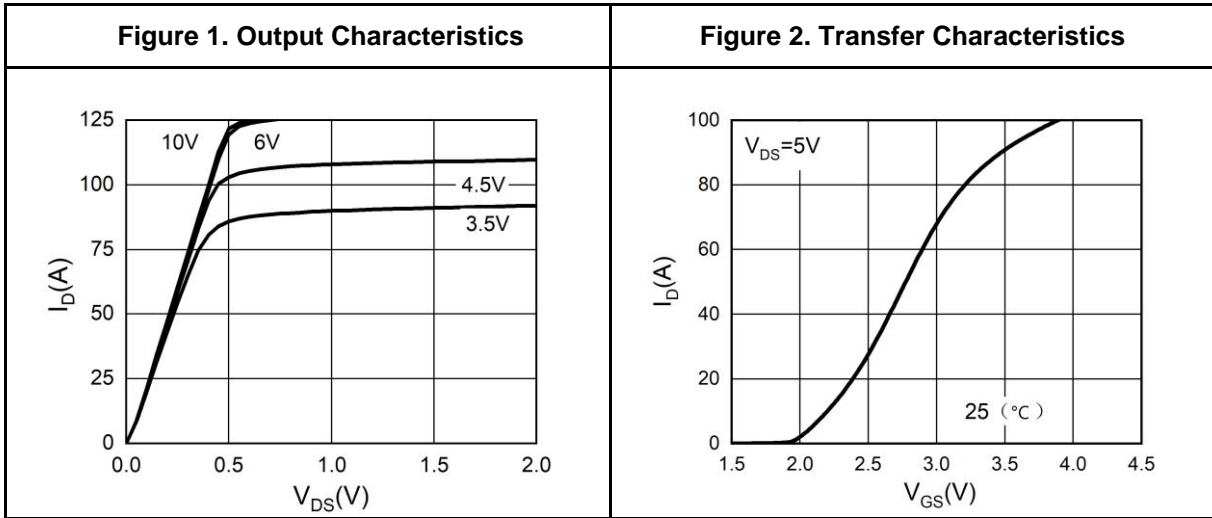 Figure 1. Output Characteristics
Figure 2. Transfer Characteristics
125
100
75
50
25
0
I_D(A)
10V
6V
4.5V
3.5V
0.0
0.5
1.0
1.5
2.0
V_DS(V)
100
80
60
40
20
0
I_D(A)
V_DS=5V
25（℃）
1.5
2.0
2.5
3.0
3.5
4.0
4.5
V_GS(V)